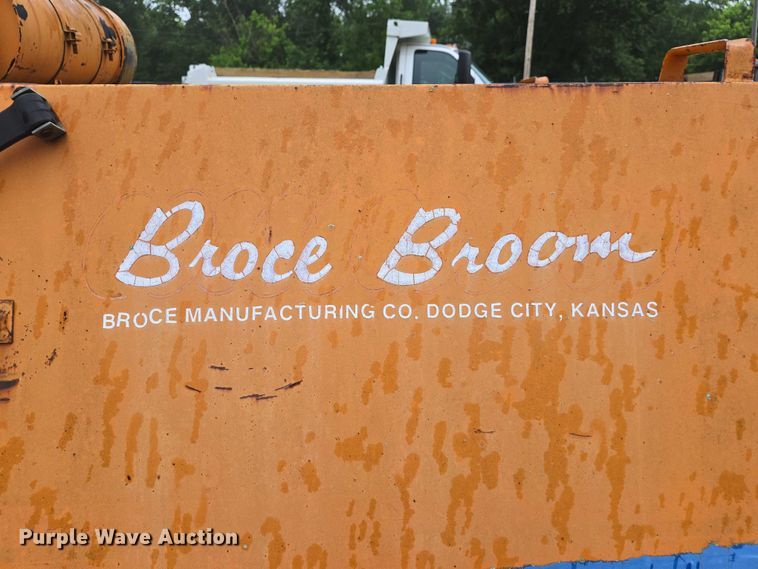 Broce Broom
BROCE MANUFACTURING CO. DODGE CITY, KANSAS
Purple Wave Auction